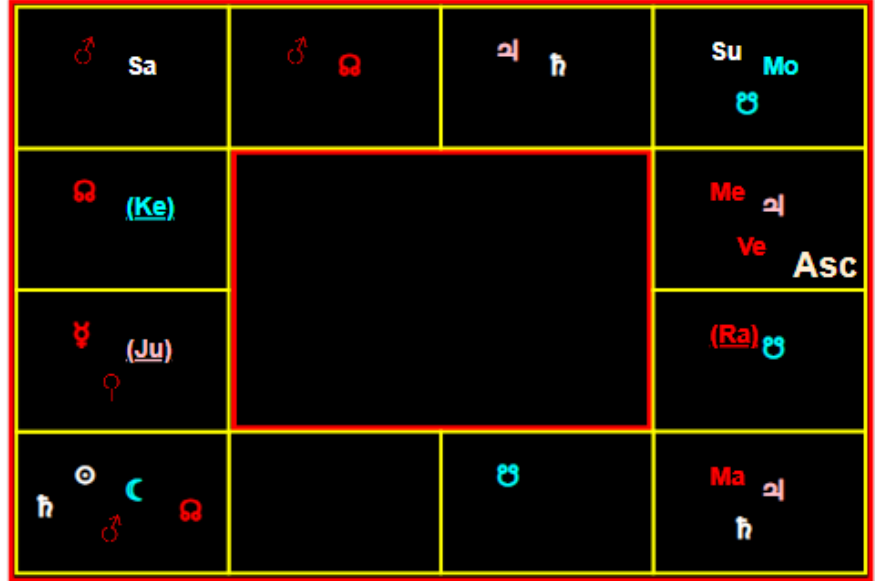 ♂ Sa
♂ ☊
♃ ♄
Su Mo
☋
☊ (Ke)
Me ♃
Ve
Asc
☿ (Ju)
⚲
(Ra) ☋
☉
♄ ☾ ☊
♂
☋
Ma ♃
♄